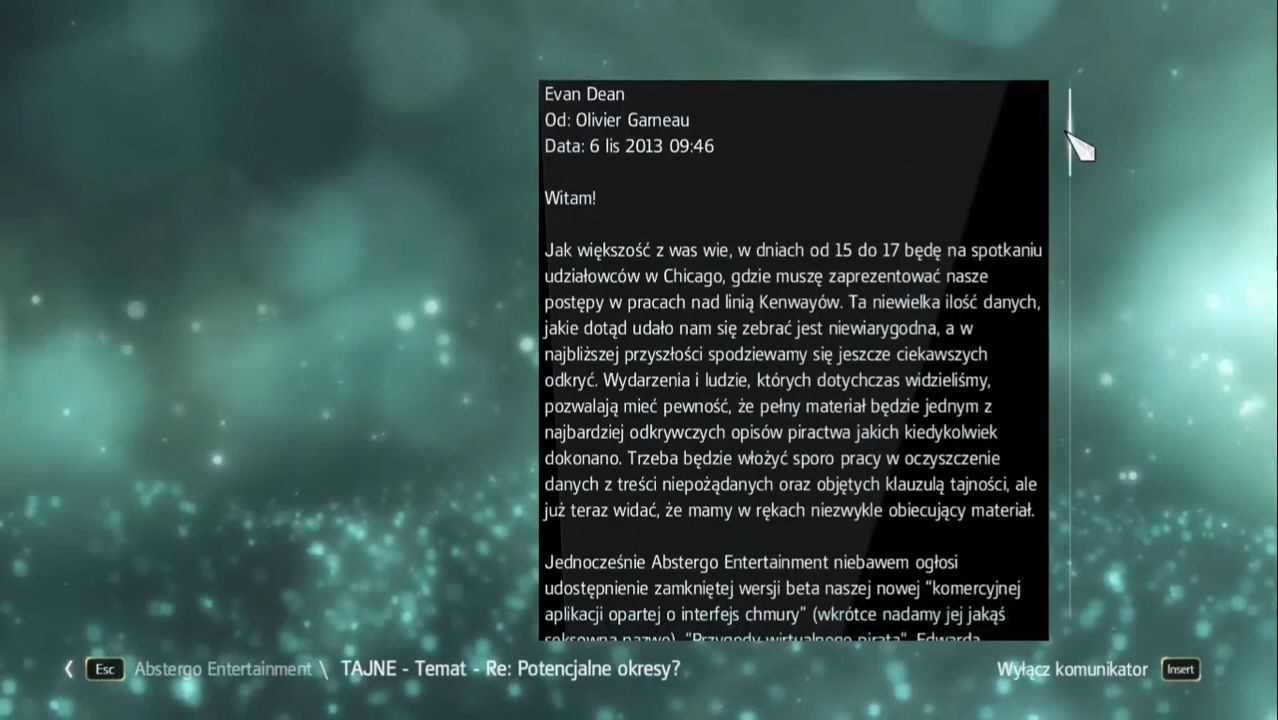 Evan Dean
Od: Olivier Garneau
Data: 6 lis 2013 09:46
Witam!
Jak większość z was wie, w dniach od 15 do 17 będę na spotkaniu
udziałowców w Chicago, gdzie muszę zaprezentować nasze
postępy w pracach nad linią Kenwayów. Ta niewielka ilość danych,
jakie dotąd udało nam się zebrać jest niewiarygodna, a w
najbliższej przyszłości spodziewamy się jeszcze ciekawszych
odkryć. Wydarzenia i ludzie, których dotychczas widzieliśmy,
pozwalają mieć pewność, że pełny materiał będzie jednym z
najbardziej odkrywczych opisów piractwa jakich kiedykolwiek
dokonano. Trzeba będzie włożyć sporo pracy w oczyszczenie
danych z treści niepożądanych oraz objętych klauzulą tajności, ale
już teraz widać, że mamy w rękach niezwykle obiecujący materiał.
Jednocześnie Abstergo Entertainment niebawem ogłosi
udostępnienie zamkniętej wersji beta naszej nowej “komercyjnej
aplikacji opartej o interfejs chmury” (wkrótce nadamy jej jakąś
seksowną nazwę), “Przygody wirtualnego pirata”. Edwarda
Esc Abstergo Entertainment \ TAJNE - Temat - Re: Potencjalne okresy?
Wyłącz komunikator Insert